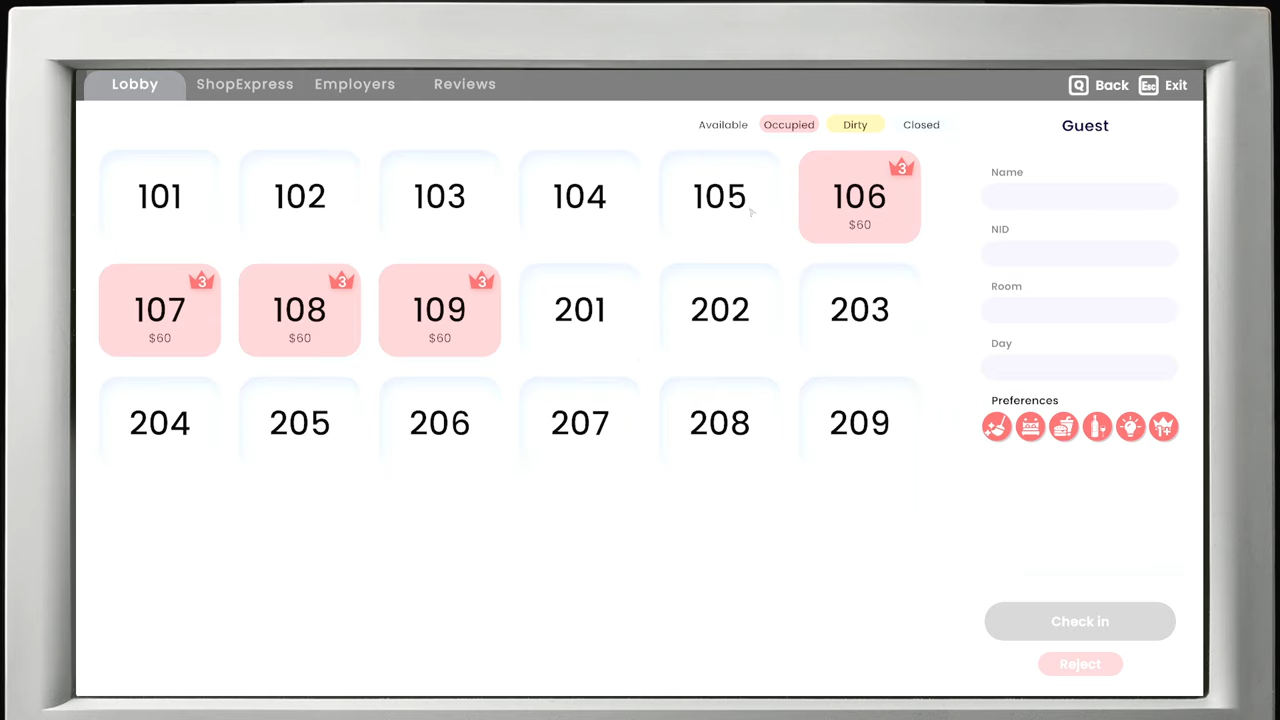 Lobby ShopExpress Employers Reviews Q Back Esc Exit
Available Occupied Dirty Closed Guest
101 102 103 104 105 3 106 $60
3 107 $60 3 108 $60 3 109 $60 201 202 203
204 205 206 207 208 209
Name
NID
Room
Day
Preferences
1+
Check in
Reject